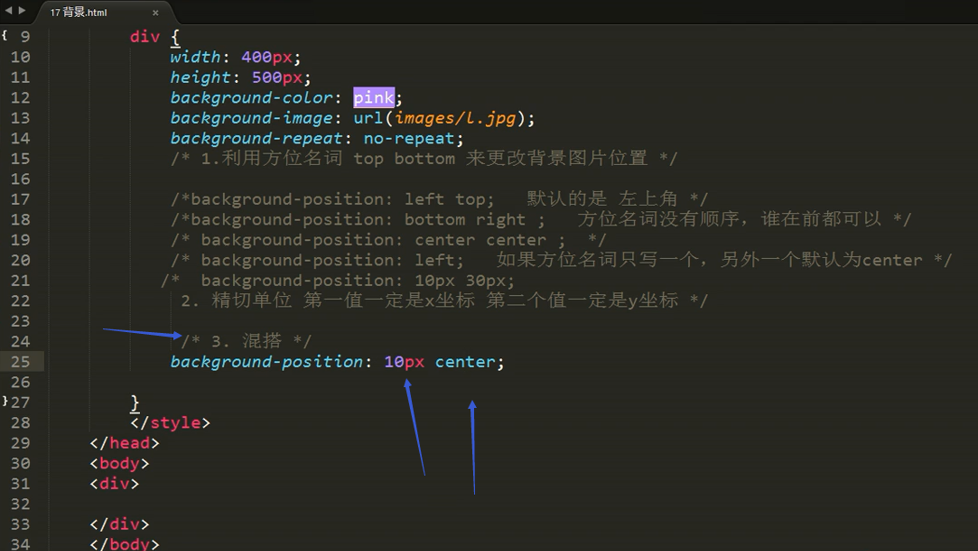 17 背景.html
9 div {
10 width: 400px;
11 height: 500px;
12 background-color: pink;
13 background-image: url(images/l.jpg);
14 background-repeat: no-repeat;
15 /* 1.利用方位名词 top bottom 来更改背景图片位置 */
16
17 /*background-position: left top; 默认的是 左上角 */
18 /*background-position: bottom right ; 方位名词没有顺序，谁在前都可以 */
19 /* background-position: center center ; */
20 /* background-position: left; 如果方位名词只写一个，另外一个默认为center */
21 /* background-position: 10px 30px;
22 2. 精切单位 第一值一定是x坐标 第二个值一定是y坐标 */
23
24 /* 3. 混搭 */
25 background-position: 10px center;
26
27 }
28 </style>
29 </head>
30 <body>
31 <div>
32
33 </div>
34 </body>